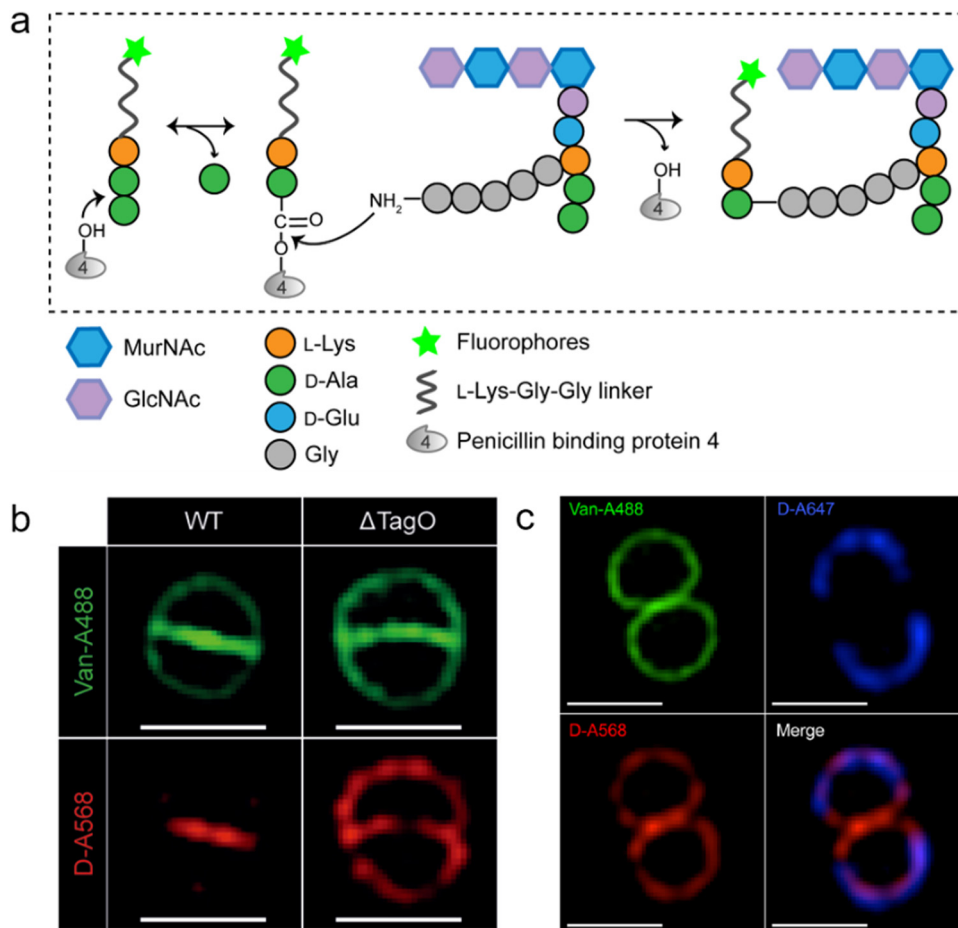 a
OH
4
C=O
O
4
NH2
OH
4
MurNAc
GlcNAc
L-Lys
D-Ala
D-Glu
Gly
Fluorophores
L-Lys-Gly-Gly linker
4 Penicillin binding protein 4
b
WT
ΔTagO
Van-A488
D-A568
c
Van-A488
D-A647
D-A568
Merge